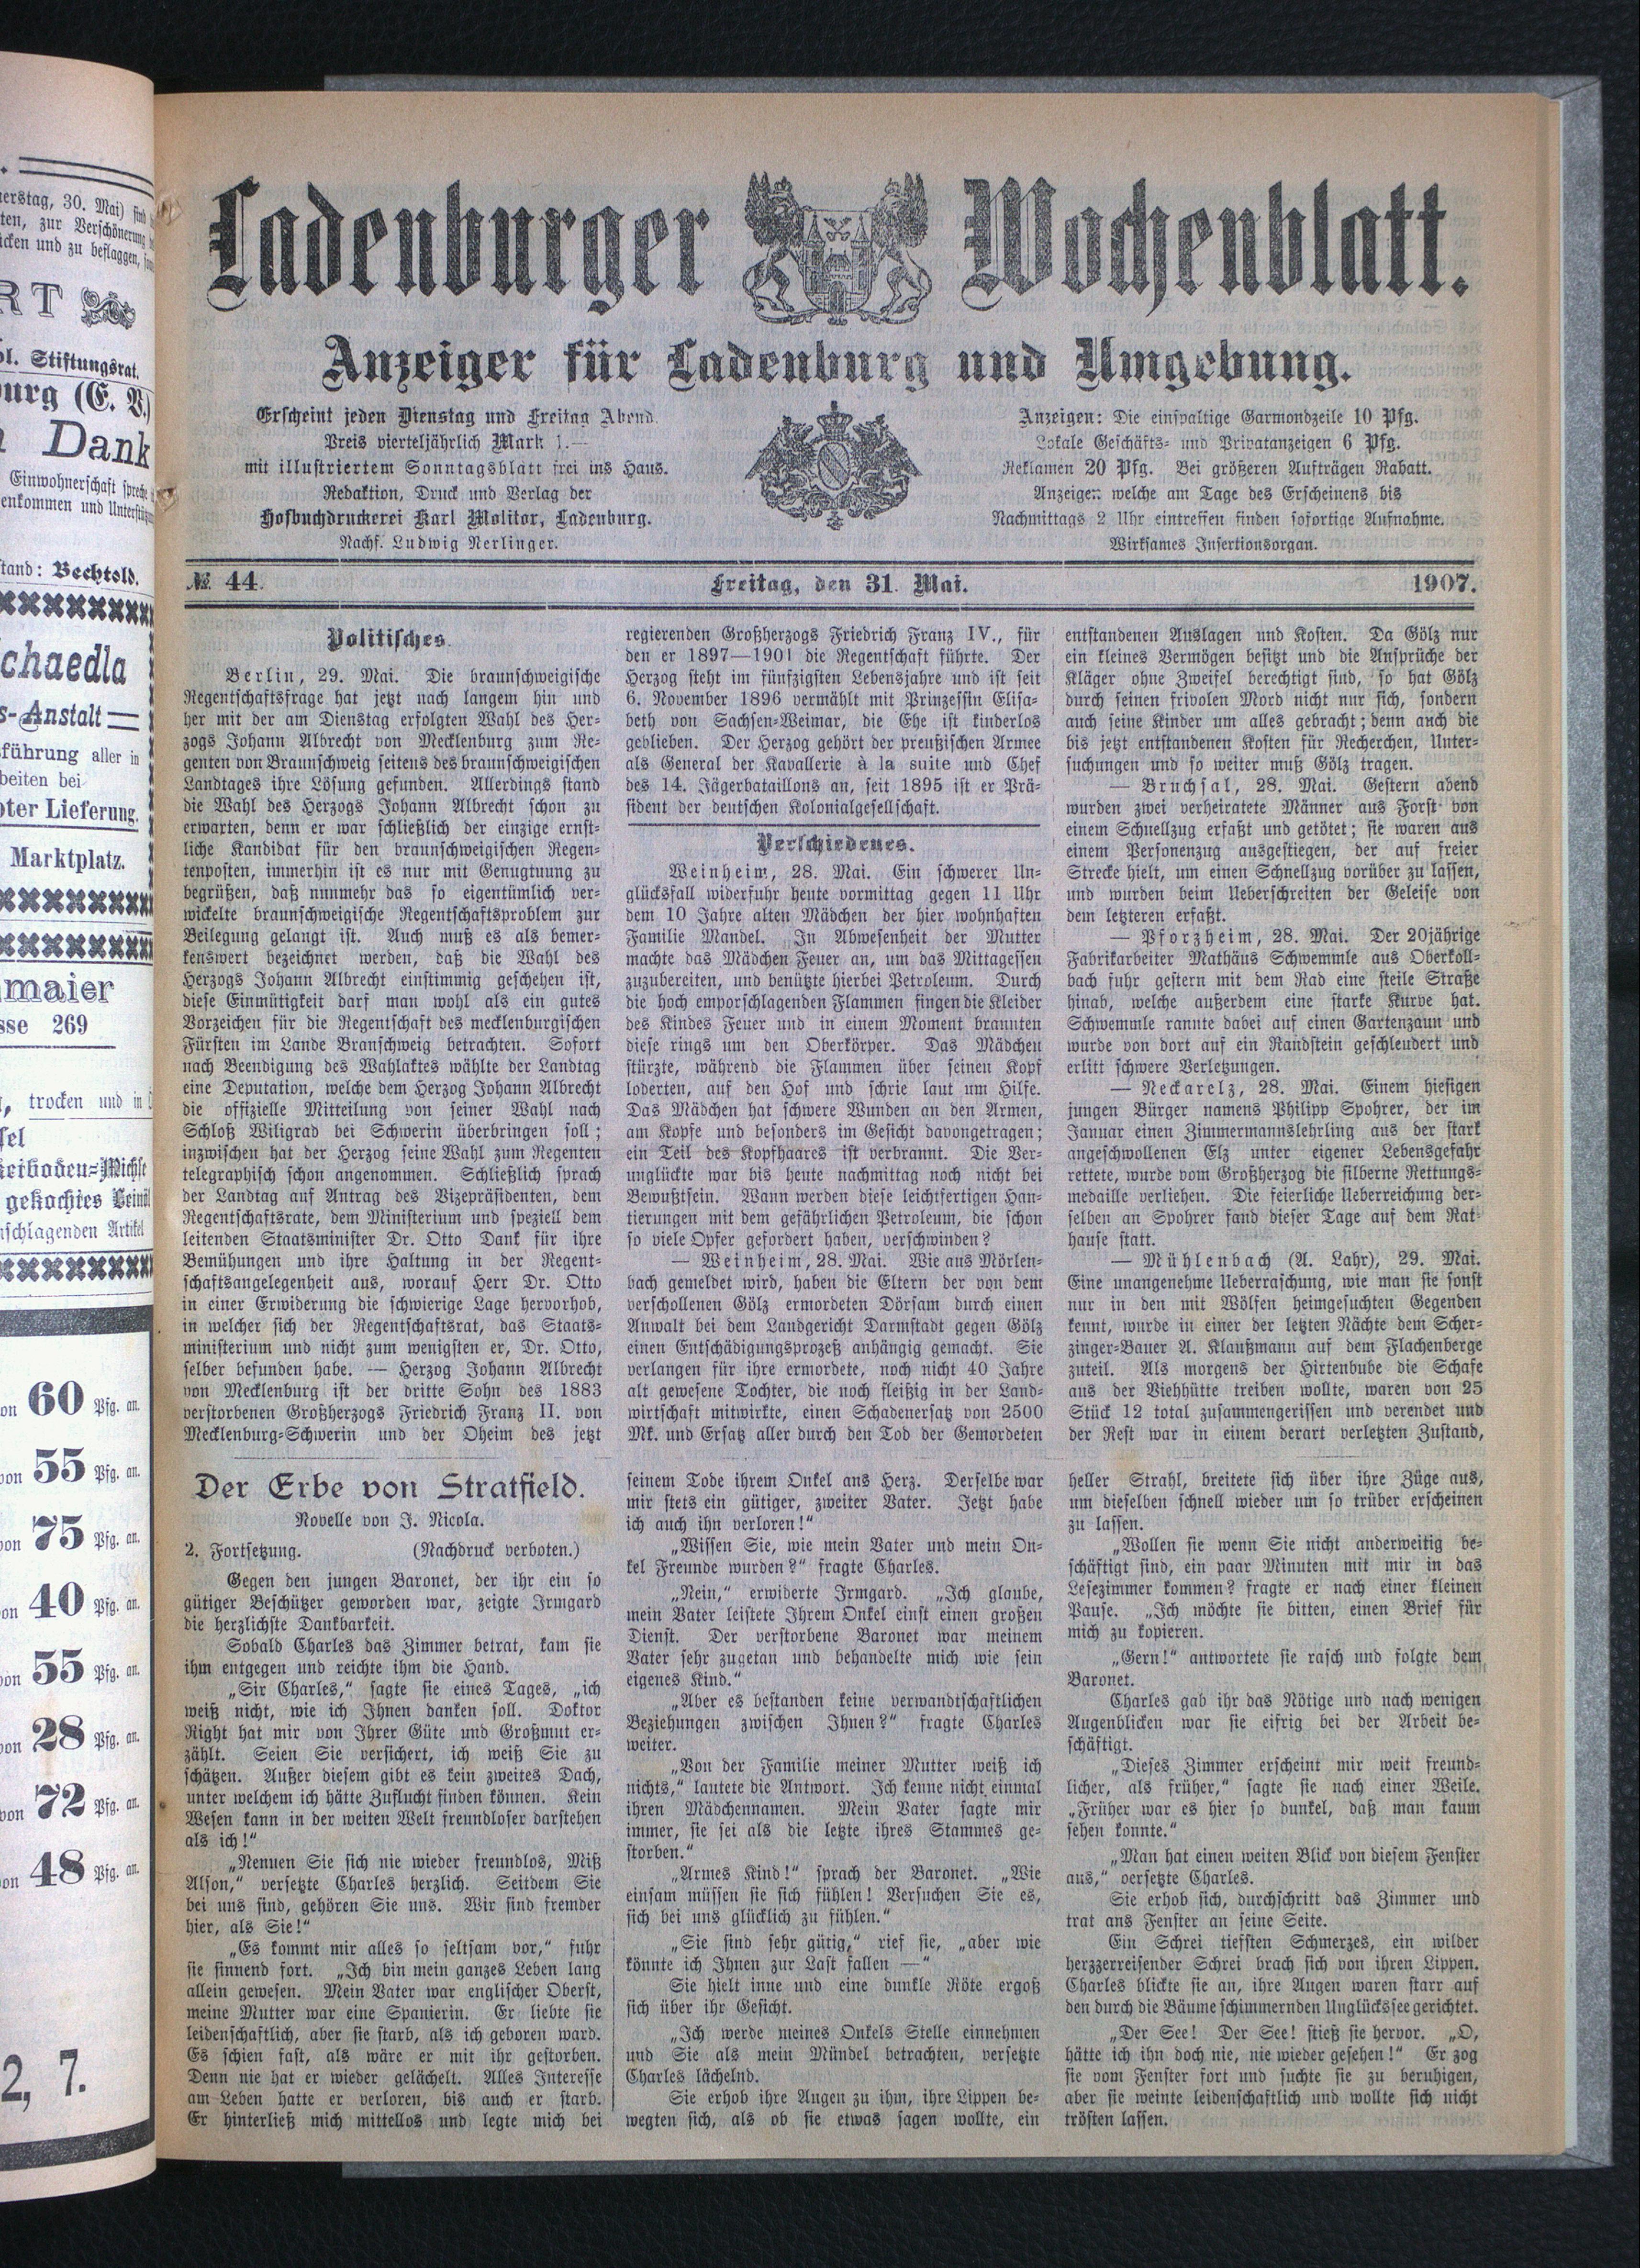 Ladenburger Wochenblatt.
Anzeiger für Ladenburg und Umgebung.
Erscheint jeden Dienstag und Freitag Abend.
Preis vierteljährlich Mark 1.—
mit illustriertem Sonntagsblatt frei ins Haus.
Redaktion, Druck und Verlag der
Hofbuchdruckerei Karl Molitor, Ladenburg.
Nachf. Ludwig Nerlinger.
Anzeigen: Die einspaltige Garmondzeile 10 Pfg.
Lokale Geschäfts- und Privatanzeigen 6 Pfg.
Reklamen 20 Pfg. Bei größeren Aufträgen Rabatt.
Anzeigen welche am Tage des Erscheinens bis
Nachmittags 2 Uhr eintreffen finden sofortige Aufnahme.
Wirksames Insertionsorgan.
№ 44. Freitag, den 31. Mai. 1907.
Politisches.
Berlin, 29. Mai. Die braunschweigische
Regentschaftsfrage hat jetzt nach langem hin und
her mit der am Dienstag erfolgten Wahl des Her-
zogs Johann Albrecht von Mecklenburg zum Re-
genten von Braunschweig seitens des braunschweigischen
Landtages ihre Lösung gefunden. Allerdings stand
die Wahl des Herzogs Johann Albrecht schon zu
erwarten, denn er war schließlich der einzige ernst-
liche Kandidat für den braunschweigischen Regen-
tenposten, immerhin ist es nur mit Genugtuung zu
begrüßen, daß nunmehr das so eigentümlich ver-
wickelte braunschweigische Regentschaftsproblem zur
Beilegung gelangt ist. Auch muß es als bemer-
kenswert bezeichnet werden, daß die Wahl des
Herzogs Johann Albrecht einstimmig geschehen ist,
diese Einmütigkeit darf man wohl als ein gutes
Vorzeichen für die Regentschaft des mecklenburgischen
Fürsten im Lande Branschweig betrachten. Sofort
nach Beendigung des Wahlaktes wählte der Landtag
eine Deputation, welche dem Herzog Johann Albrecht
die offizielle Mitteilung von seiner Wahl nach
Schloß Wiligrad bei Schwerin überbringen soll;
inzwischen hat der Herzog seine Wahl zum Regenten
telegraphisch schon angenommen. Schließlich sprach
der Landtag auf Antrag des Vizepräsidenten, dem
Regentschaftsrate, dem Ministerium und speziell dem
leitenden Staatsminister Dr. Otto Dank für ihre
Bemühungen und ihre Haltung in der Regent-
schaftsangelegenheit aus, worauf Herr Dr. Otto
in einer Erwiderung die schwierige Lage hervorhob,
in welcher sich der Regentschaftsrat, das Staats-
ministerium und nicht zum wenigsten er, Dr. Otto,
selber befunden habe. — Herzog Johann Albrecht
von Mecklenburg ist der dritte Sohn des 1883
verstorbenen Großherzogs Friedrich Franz II. von
Mecklenburg-Schwerin und der Oheim des jetzt
regierenden Großherzogs Friedrich Franz IV., für
den er 1897—1901 die Regentschaft führte. Der
Herzog steht im fünfzigsten Lebensjahre und ist seit
6. November 1896 vermählt mit Prinzessin Elisa-
beth von Sachsen-Weimar, die Ehe ist kinderlos
geblieben. Der Herzog gehört der preußischen Armee
als General der Kavallerie à la suite und Chef
des 14. Jägerbataillons an, seit 1895 ist er Prä-
sident der deutschen Kolonialgesellschaft.
Verschiedenes.
Weinheim, 28. Mai. Ein schwerer Un-
glücksfall widerfuhr heute vormittag gegen 11 Uhr
dem 10 Jahre alten Mädchen der hier wohnhaften
Familie Mandel. In Abwesenheit der Mutter
machte das Mädchen Feuer an, um das Mittagessen
zuzubereiten, und benützte hierbei Petroleum. Durch
die hoch emporschlagenden Flammen fingen die Kleider
des Kindes Feuer und in einem Moment brannten
diese rings um den Oberkörper. Das Mädchen
stürzte, während die Flammen über seinen Kopf
loderten, auf den Hof und schrie laut um Hilfe.
Das Mädchen hat schwere Wunden an den Armen,
am Kopfe und besonders im Gesicht davongetragen;
ein Teil des Kopfhaares ist verbrannt. Die Ver-
unglückte war bis heute nachmittag noch nicht bei
Bewußtsein. Wann werden diese leichtfertigen Han-
tierungen mit dem gefährlichen Petroleum, die schon
so viele Opfer gefordert haben, verschwinden?
— Weinheim, 28. Mai. Wie aus Mörlen-
bach gemeldet wird, haben die Eltern der von dem
verschollenen Gölz ermordeten Dörsam durch einen
Anwalt bei dem Landgericht Darmstadt gegen Gölz
einen Entschädigungsprozeß anhängig gemacht. Sie
verlangen für ihre ermordete, noch nicht 40 Jahre
alt gewesene Tochter, die noch fleißig in der Land-
wirtschaft mitwirkte, einen Schadenersatz von 2500
Mk. und Ersatz aller durch den Tod der Gemordeten
entstandenen Auslagen und Kosten. Da Gölz nur
ein kleines Vermögen besitzt und die Ansprüche der
Kläger ohne Zweifel berechtigt sind, so hat Gölz
durch seinen frivolen Mord nicht nur sich, sondern
auch seine Kinder um alles gebracht; denn auch die
bis jetzt entstandenen Kosten für Recherchen, Unter-
suchungen und so weiter muß Gölz tragen.
— Bruchsal, 28. Mai. Gestern abend
wurden zwei verheiratete Männer aus Forst von
einem Schnellzug erfaßt und getötet; sie waren aus
einem Personenzug ausgestiegen, der auf freier
Strecke hielt, um einen Schnellzug vorüber zu lassen,
und wurden beim Ueberschreiten der Geleise von
dem letzteren erfaßt.
— Pforzheim, 28. Mai. Der 20jährige
Fabrikarbeiter Mathäus Schwemmle aus Oberkoll-
bach fuhr gestern mit dem Rad eine steile Straße
hinab, welche außerdem eine starke Kurve hat.
Schwemmle rannte dabei auf einen Gartenzaun und
wurde von dort auf ein Randstein geschleudert und
erlitt schwere Verletzungen.
— Neckarelz, 28. Mai. Einem hiesigen
jungen Bürger namens Philipp Spohrer, der im
Januar einen Zimmermannslehrling aus der stark
angeschwollenen Elz unter eigener Lebensgefahr
rettete, wurde vom Großherzog die silberne Rettungs-
medaille verliehen. Die feierliche Ueberreichung der-
selben an Spohrer fand dieser Tage auf dem Rat-
hause statt.
— Mühlenbach (A. Lahr), 29. Mai.
Eine unangenehme Ueberraschung, wie man sie sonst
nur in den mit Wölfen heimgesuchten Gegenden
kennt, wurde in einer der letzten Nächte dem Scher-
zinger-Bauer A. Klaußmann auf dem Flachenberge
zuteil. Als morgens der Hirtenbube die Schafe
aus der Viehhütte treiben wollte, waren von 25
Stück 12 total zusammengerissen und verendet und
der Rest war in einem derart verletzten Zustand,
Der Erbe von Stratfield.
Novelle von J. Nicola.
2. Fortsetzung. (Nachdruck verboten.)
Gegen den jungen Baronet, der ihr ein so
gütiger Beschützer geworden war, zeigte Irmgard
die herzlichste Dankbarkeit.
Sobald Charles das Zimmer betrat, kam sie
ihm entgegen und reichte ihm die Hand.
„Sir Charles,“ sagte sie eines Tages, „ich
weiß nicht, wie ich Ihnen danken soll. Doktor
Right hat mir von Ihrer Güte und Großmut er-
zählt. Seien Sie versichert, ich weiß Sie zu
schätzen. Außer diesem gibt es kein zweites Dach,
unter welchem ich hätte Zuflucht finden können. Kein
Wesen kann in der weiten Welt freundloser darstehen
als ich!“
„Nennen Sie sich nie wieder freundlos, Miß
Alson,“ versetzte Charles herzlich. Seitdem Sie
bei uns sind, gehören Sie uns. Wir sind fremder
hier, als Sie!“
„Es kommt mir alles so seltsam vor,“ fuhr
sie sinnend fort. „Ich bin mein ganzes Leben lang
allein gewesen. Mein Vater war englischer Oberst,
meine Mutter war eine Spanierin. Er liebte sie
leidenschaftlich, aber sie starb, als ich geboren ward.
Es schien fast, als wäre er mit ihr gestorben.
Denn nie hat er wieder gelächelt. Alles Interesse
am Leben hatte er verloren, bis auch er starb.
Er hinterließ mich mittellos und legte mich bei
seinem Tode ihrem Onkel ans Herz. Derselbe war
mir stets ein gütiger, zweiter Vater. Jetzt habe
ich auch ihn verloren!“
„Wissen Sie, wie mein Vater und mein On-
kel Freunde wurden?“ fragte Charles.
„Nein,“ erwiderte Irmgard. „Ich glaube,
mein Vater leistete Ihrem Onkel einst einen großen
Dienst. Der verstorbene Baronet war meinem
Vater sehr zugetan und behandelte mich wie sein
eigenes Kind.“
„Aber es bestanden keine verwandtschaftlichen
Beziehungen zwischen Ihnen?“ fragte Charles
weiter.
„Von der Familie meiner Mutter weiß ich
nichts,“ lautete die Antwort. Ich kenne nicht einmal
ihren Mädchennamen. Mein Vater sagte mir
immer, sie sei als die letzte ihres Stammes ge-
storben.“
„Armes Kind!“ sprach der Baronet. „Wie
einsam müssen sie sich fühlen! Versuchen Sie es,
sich bei uns glücklich zu fühlen.“
„Sie sind sehr gütig,“ rief sie, „aber wie
könnte ich Ihnen zur Last fallen —“
Sie hielt inne und eine dunkle Röte ergoß
sich über ihr Gesicht.
„Ich werde meines Onkels Stelle einnehmen
und Sie als mein Mündel betrachten, versetzte
Charles lächelnd.
Sie erhob ihre Augen zu ihm, ihre Lippen be-
wegten sich, als ob sie etwas sagen wollte, ein
heller Strahl, breitete sich über ihre Züge aus,
um dieselben schnell wieder um so trüber erscheinen
zu lassen.
„Wollen sie wenn Sie nicht anderweitig be-
schäftigt sind, ein paar Minuten mit mir in das
Lesezimmer kommen? fragte er nach einer kleinen
Pause. „Ich möchte sie bitten, einen Brief für
mich zu kopieren.
„Gern!“ antwortete sie rasch und folgte dem
Baronet.
Charles gab ihr das Nötige und nach wenigen
Augenblicken war sie eifrig bei der Arbeit be-
schäftigt.
„Dieses Zimmer erscheint mir weit freund-
licher, als früher,“ sagte sie nach einer Weile.
„Früher war es hier so dunkel, daß man kaum
sehen konnte.“
„Man hat einen weiten Blick von diesem Fenster
aus,“ oersetzte Charles.
Sie erhob sich, durchschritt das Zimmer und
trat ans Fenster an seine Seite.
Ein Schrei tiefsten Schmerzes, ein wilder
herzzerreisender Schrei brach sich von ihren Lippen.
Charles blickte sie an, ihre Augen waren starr auf
den durch die Bäume schimmernden Unglückssee gerichtet.
„Der See! Der See! stieß sie hervor. „O,
hätte ich ihn doch nie, nie wieder gesehen!“ Er zog
sie vom Fenster fort und suchte sie zu beruhigen,
aber sie weinte leidenschaftlich und wollte sich nicht
trösten lassen.
30. Mai)
zur Verschönerung
und zu beflaggen,
Stiftungsrat.
(E. V.)
Dank
Einwohnerschaft
und
Bechtold.
chaedla
Anstalt
führung aller in
beiten bei
Lieferung.
Marktplatz.
maier
269
trocken und in
gekochtes
60 Pfg. an.
55 Pfg. an.
von 75 Pfg. an.
40 Pfg. an.
55 Pfg. an.
von 28 Pfg. an.
von 72 Pfg. an.
48 Pfg. an.
2, 7.